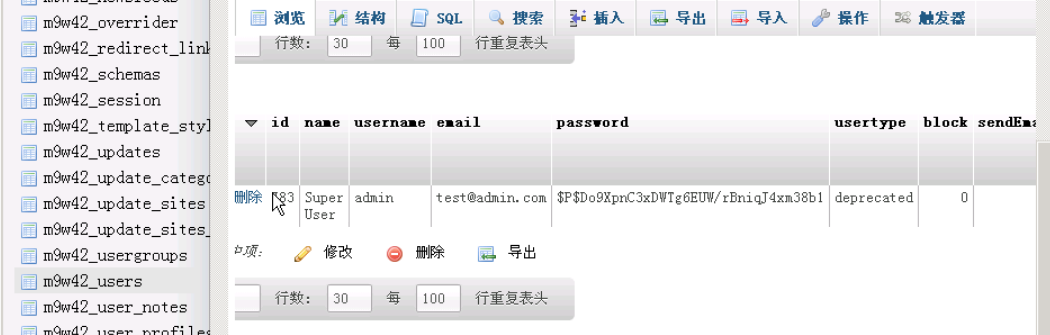 m9w42_overrider
m9w42_redirect_link
m9w42_schemas
m9w42_session
m9w42_template_styl
m9w42_updates
m9w42_update_catego
m9w42_update_sites
m9w42_update_sites_
m9w42_usergroups
m9w42_users
m9w42_user_notes
m9w42_user_profiles
浏览 结构 SQL 搜索 插入 导出 导入 操作 触发器
行数: 30 每 100 行重复表头
id name username email password usertype block sendEma
删除 783 Super User admin test@admin.com $P$Do9XpnC3xDWTg6EUW/rBniqJ4xm38b1 deprecated 0
中项: 修改 删除 导出
行数: 30 每 100 行重复表头